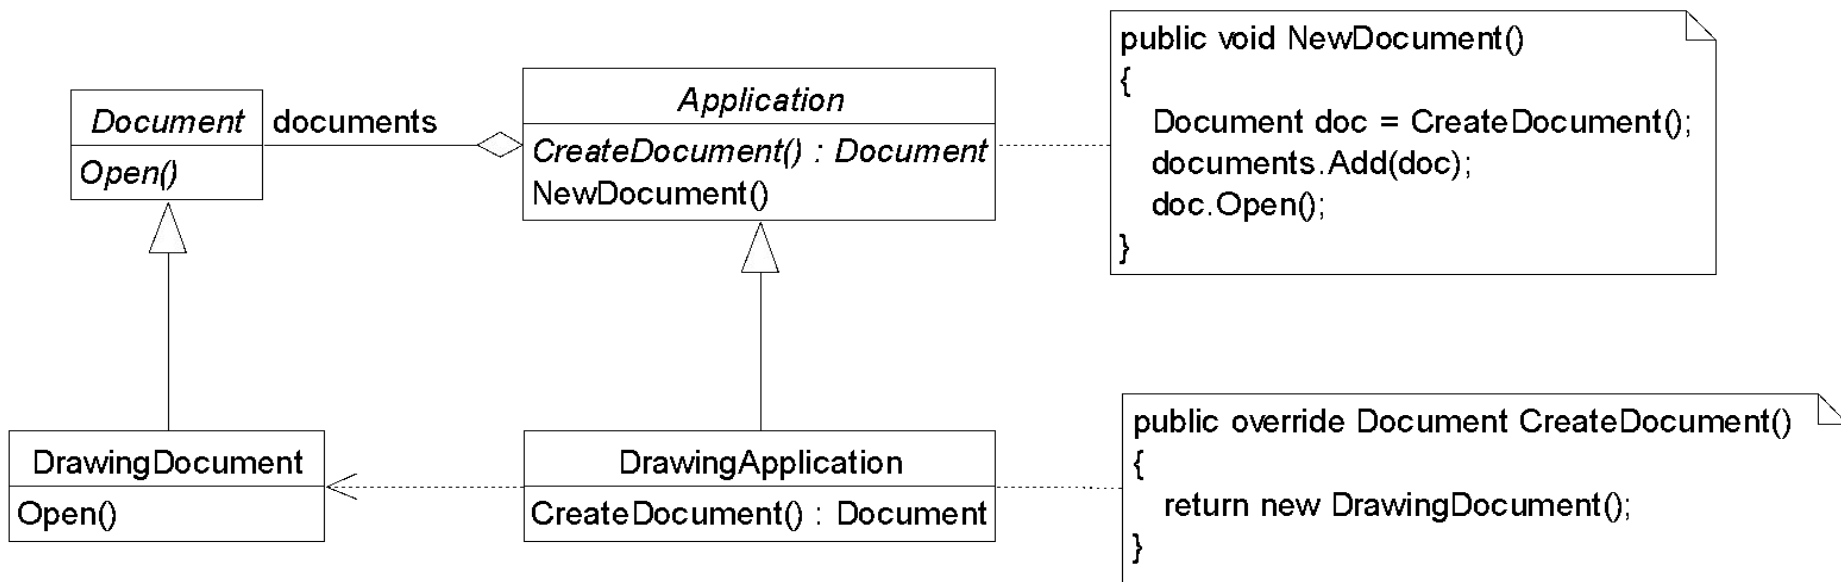 Document
Open()
documents
Application
CreateDocument() : Document
NewDocument()
public void NewDocument()
{
Document doc = CreateDocument();
documents.Add(doc);
doc.Open();
}
DrawingDocument
Open()
DrawingApplication
CreateDocument() : Document
public override Document CreateDocument()
{
return new DrawingDocument();
}